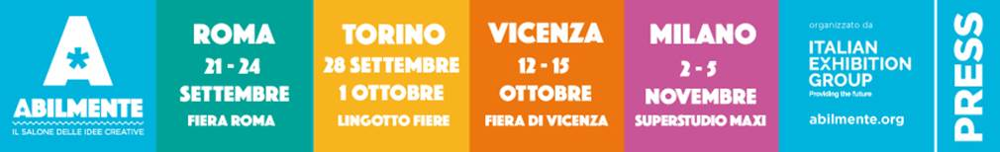 A
ABILMENTE
IL SALONE DELLE IDEE CREATIVE
ROMA
21 - 24
SETTEMBRE
FIERA ROMA
TORINO
28 SETTEMBRE
1 OTTOBRE
LINGOTTO FIERE
VICENZA
12 - 15
OTTOBRE
FIERA DI VICENZA
MILANO
2 - 5
NOVEMBRE
SUPERSTUDIO MAXI
organizzato da
ITALIAN
EXHIBITION
GROUP
Providing the future
abilmente.org
PRESS